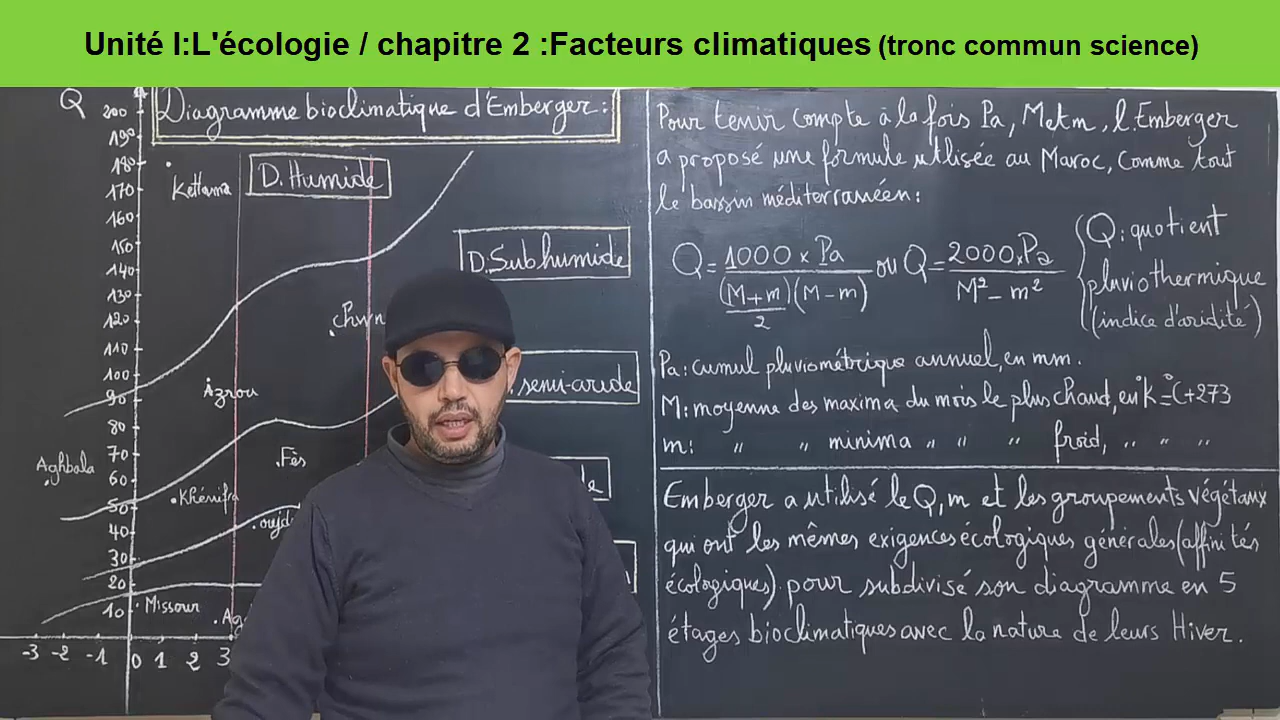 Unité I:L'écologie / chapitre 2 :Facteurs climatiques (tronc commun science)
Q
Diagramme bioclimatique d'Emberger:
200
190
180
170
160
150
140
130
120
110
100
90
80
70
60
50
40
30
20
10
-3 -2 -1 0 1 2 3
Kettama
D. Humide
D. Subhumide
Azrou
semi-aride
Aghbala
Fès
Khénifra
Missour
Pour tenir compte à la fois Pa, Metm, l. Emberger
a proposé une formule utilisée au Maroc, comme tout
le bassin méditerranéen:
Q = 1000 x Pa / (M+m)/2 (M-m) ou Q = 2000 x Pa / M² - m²
Q: quotient
pluviothermique
(indice d'aridité)
Pa: cumul pluviométrique annuel, en mm.
M: moyenne des maxima du mois le plus chaud, en °K = °C+273
m: " " minima " " " froid, " " "
Emberger a utilisé le Q, m et les groupements végétaux
qui ont les mêmes exigences écologiques générales (affinités
écologiques) pour subdivisé son diagramme en 5
étages bioclimatiques avec la nature de leurs Hiver.